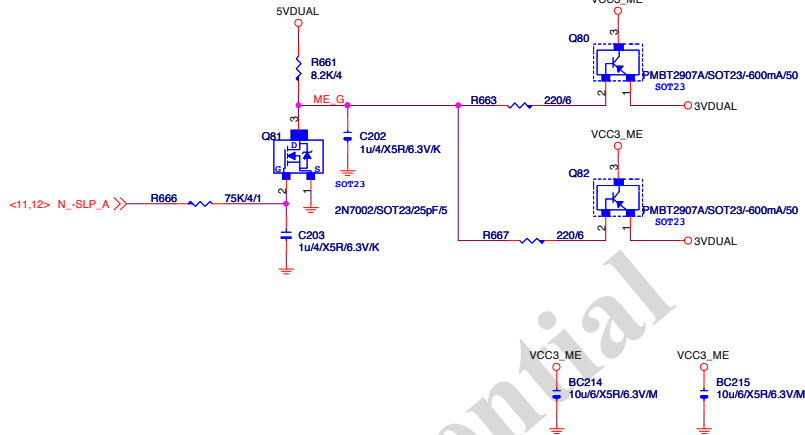 VCC3_ME
5VDUAL
Q80
3
R661
8.2K/4
PMBT2907A/SOT23/-600mA/50
SOT23
2
1
ME_G
R663
220/6
3VDUAL
3
Q81
D
G
S
C202
1u/4/X5R/6.3V/K
VCC3_ME
3
Q82
SOT23
2
1
2N7002/SOT23/25pF/5
PMBT2907A/SOT23/-600mA/50
SOT23
2
1
<11,12> N_-SLP_A
R666
75K/4/1
C203
1u/4/X5R/6.3V/K
R667
220/6
3VDUAL
VCC3_ME
VCC3_ME
BC214
10u/6/X5R/6.3V/M
BC215
10u/6/X5R/6.3V/M
ential